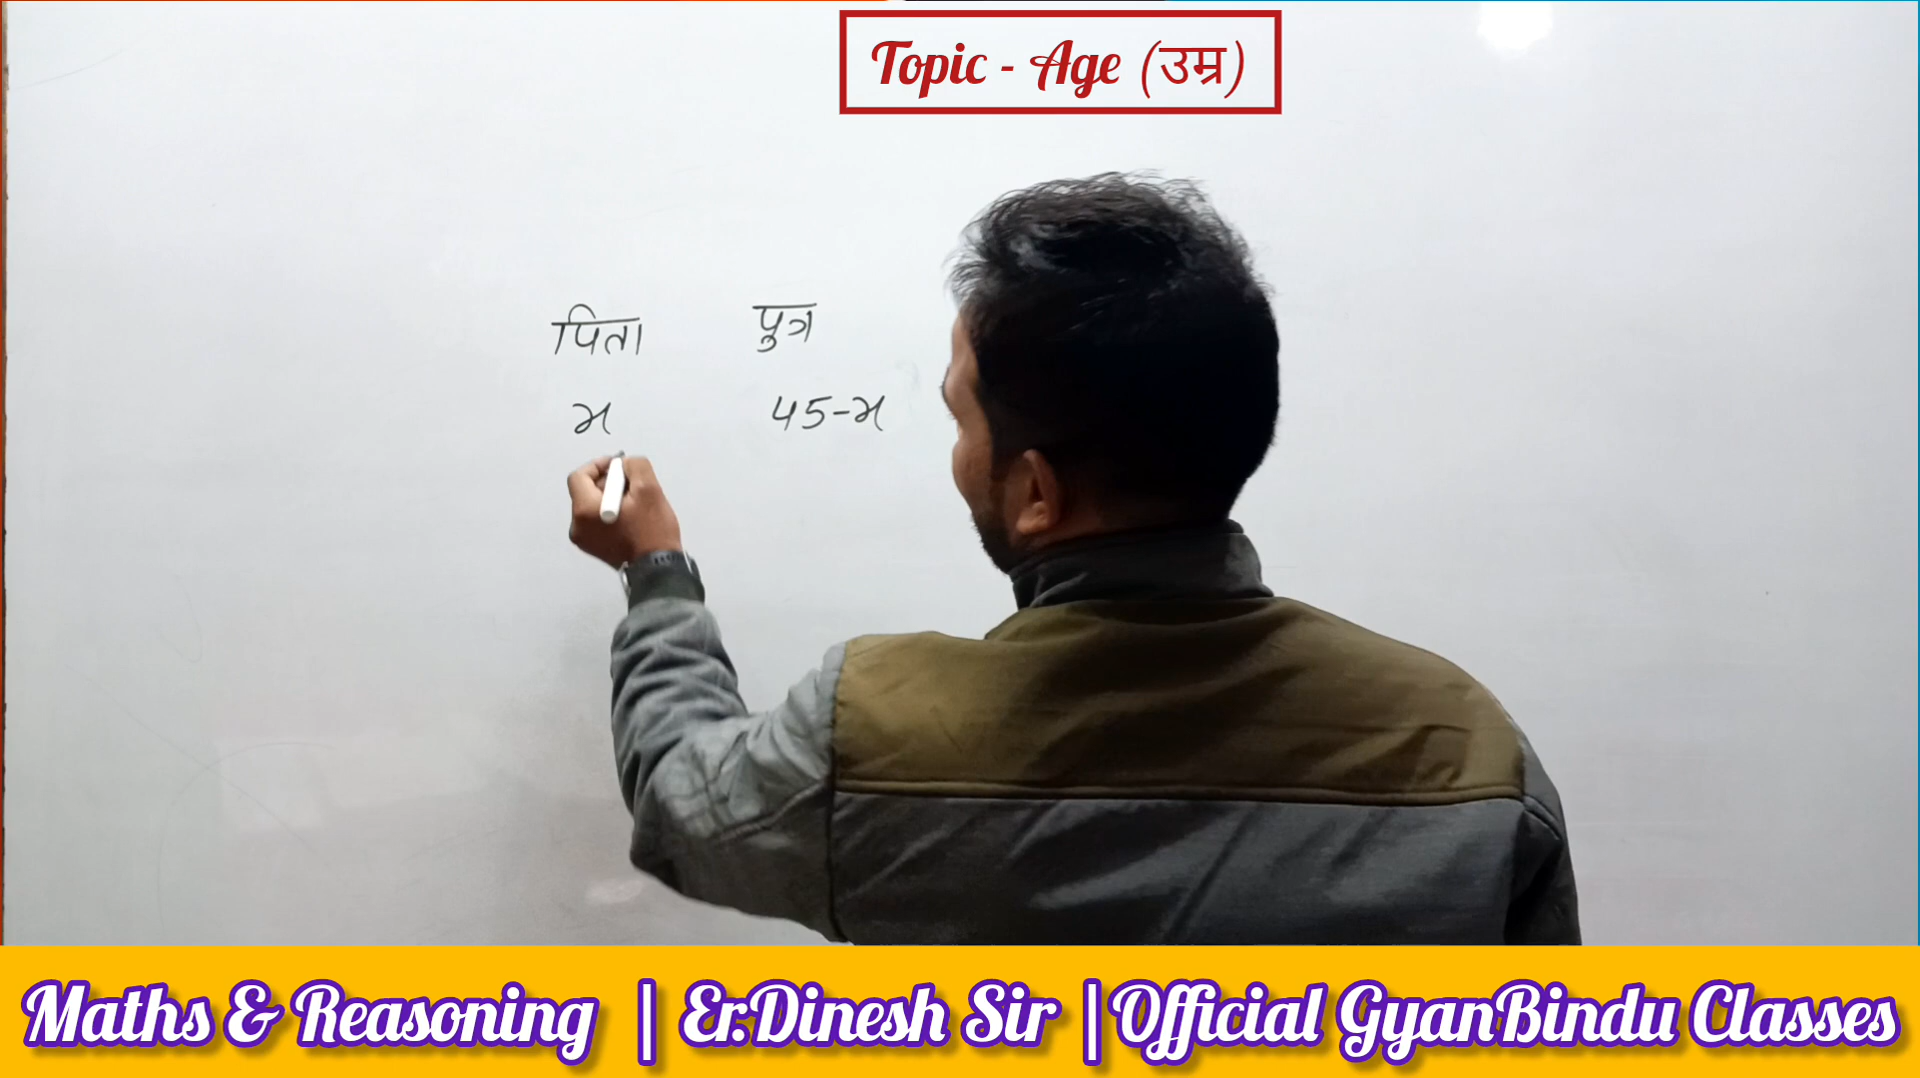 Topic - Age (उम्र)
पिता पुत्र
x 45-x
Maths & Reasoning | Er.Dinesh Sir | Official GyanBindu Classes